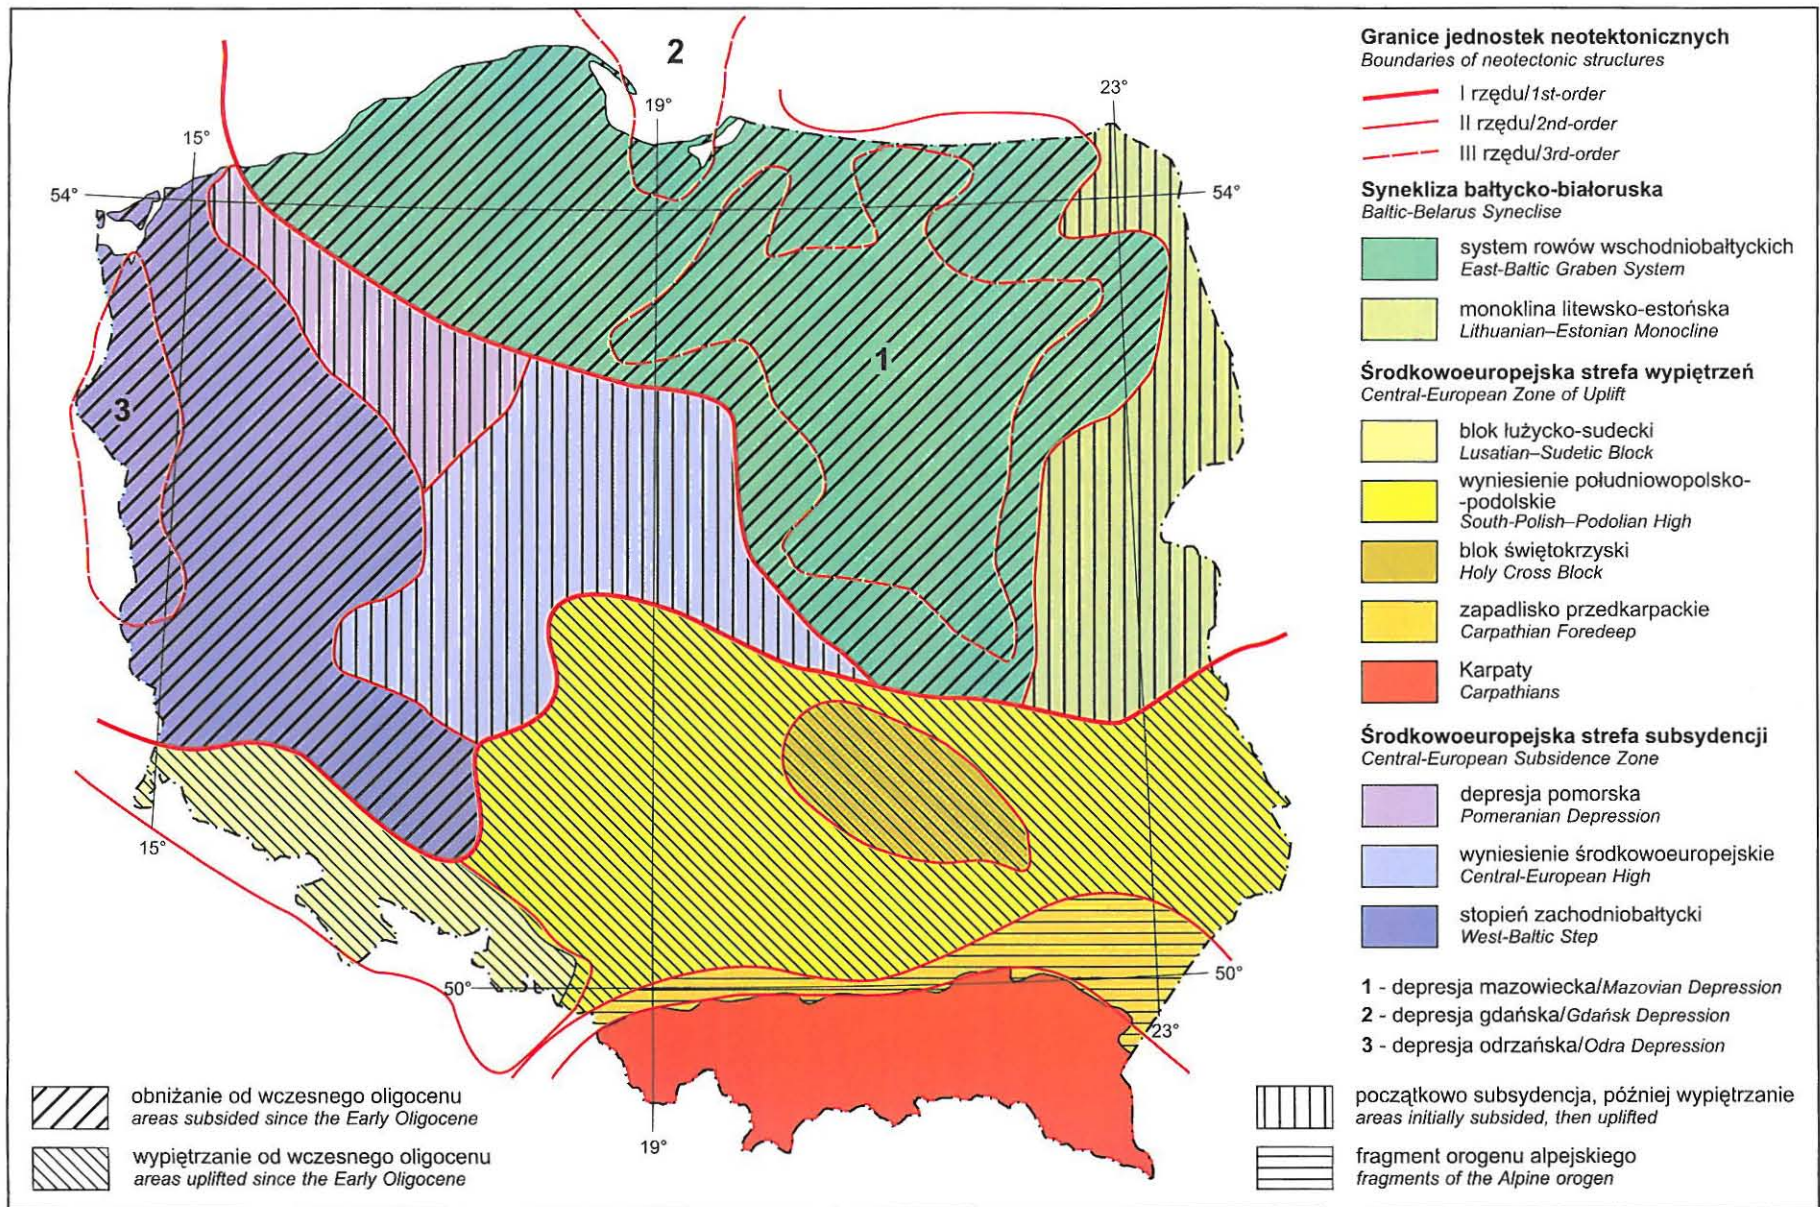 2
19°
23°
15°
54°
54°
1
3
15°
50°
50°
23°
19°
Granice jednostek neotektonicznych
Boundaries of neotectonic structures
I rzędu/1st-order
II rzędu/2nd-order
III rzędu/3rd-order
Synekliza bałtycko-białoruska
Baltic-Belarus Syneclise
system rowów wschodniobałtyckich
East-Baltic Graben System
monoklina litewsko-estońska
Lithuanian–Estonian Monocline
Środkowoeuropejska strefa wypiętrzeń
Central-European Zone of Uplift
blok łużycko-sudecki
Lusatian–Sudetic Block
wyniesienie południowopolsko-
-podolskie
South-Polish–Podolian High
blok świętokrzyski
Holy Cross Block
zapadlisko przedkarpackie
Carpathian Foredeep
Karpaty
Carpathians
Środkowoeuropejska strefa subsydencji
Central-European Subsidence Zone
depresja pomorska
Pomeranian Depression
wyniesienie środkowoeuropejskie
Central-European High
stopień zachodniobałtycki
West-Baltic Step
1 - depresja mazowiecka/Mazovian Depression
2 - depresja gdańska/Gdańsk Depression
3 - depresja odrzańska/Odra Depression
obniżanie od wczesnego oligocenu
areas subsided since the Early Oligocene
wypiętrzanie od wczesnego oligocenu
areas uplifted since the Early Oligocene
początkowo subsydencja, później wypiętrzanie
areas initially subsided, then uplifted
fragment orogenu alpejskiego
fragments of the Alpine orogen